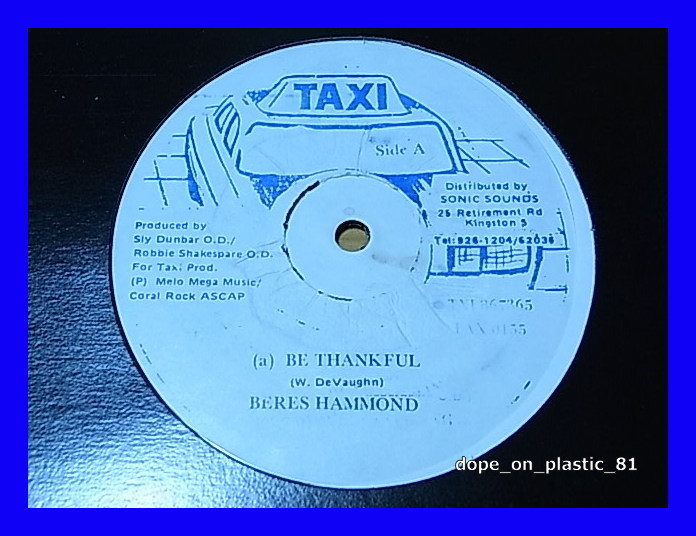 TAXI
Side A
Distributed by
SONIC SOUNDS
25 Retirement Rd
Kingston 5
Tel: 926-1204/62036
Produced by
Sly Dunbar O.D./
Robbie Shakespare O.D.
For Taxi Prod.
(P) Melo Mega Music/
Coral Rock ASCAP
(a) BE THANKFUL
(W. DeVaughn)
BERES HAMMOND
dope_on_plastic_81